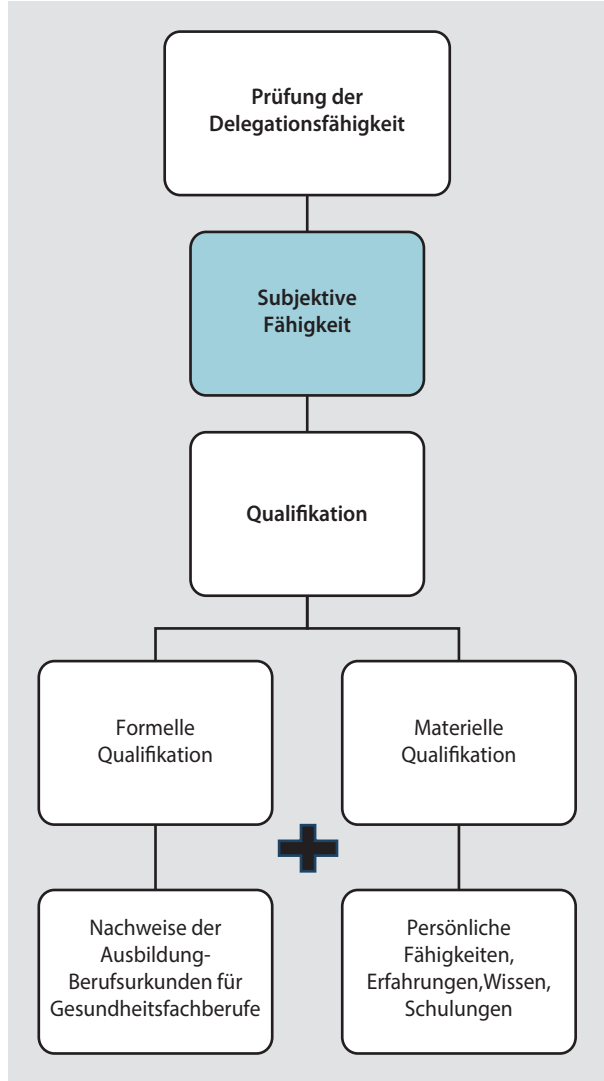 Prüfung der
Delegationsfähigkeit
Subjektive
Fähigkeit
Qualifikation
Formelle
Qualifikation
Materielle
Qualifikation
Nachweise der
Ausbildung-
Berufsurkunden für
Gesundheitsfachberufe
Persönliche
Fähigkeiten,
Erfahrungen,Wissen,
Schulungen